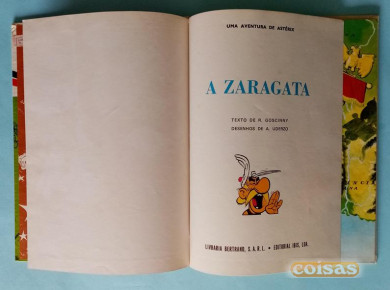 UMA AVENTURA DE ASTÉRIX
A ZARAGATA
TEXTO DE R. GOSCINNY
DESENHOS DE A. UDERZO
LIVRARIA BERTRAND, S.A.R.L. • EDITORIAL IBIS, LDA.
coisas